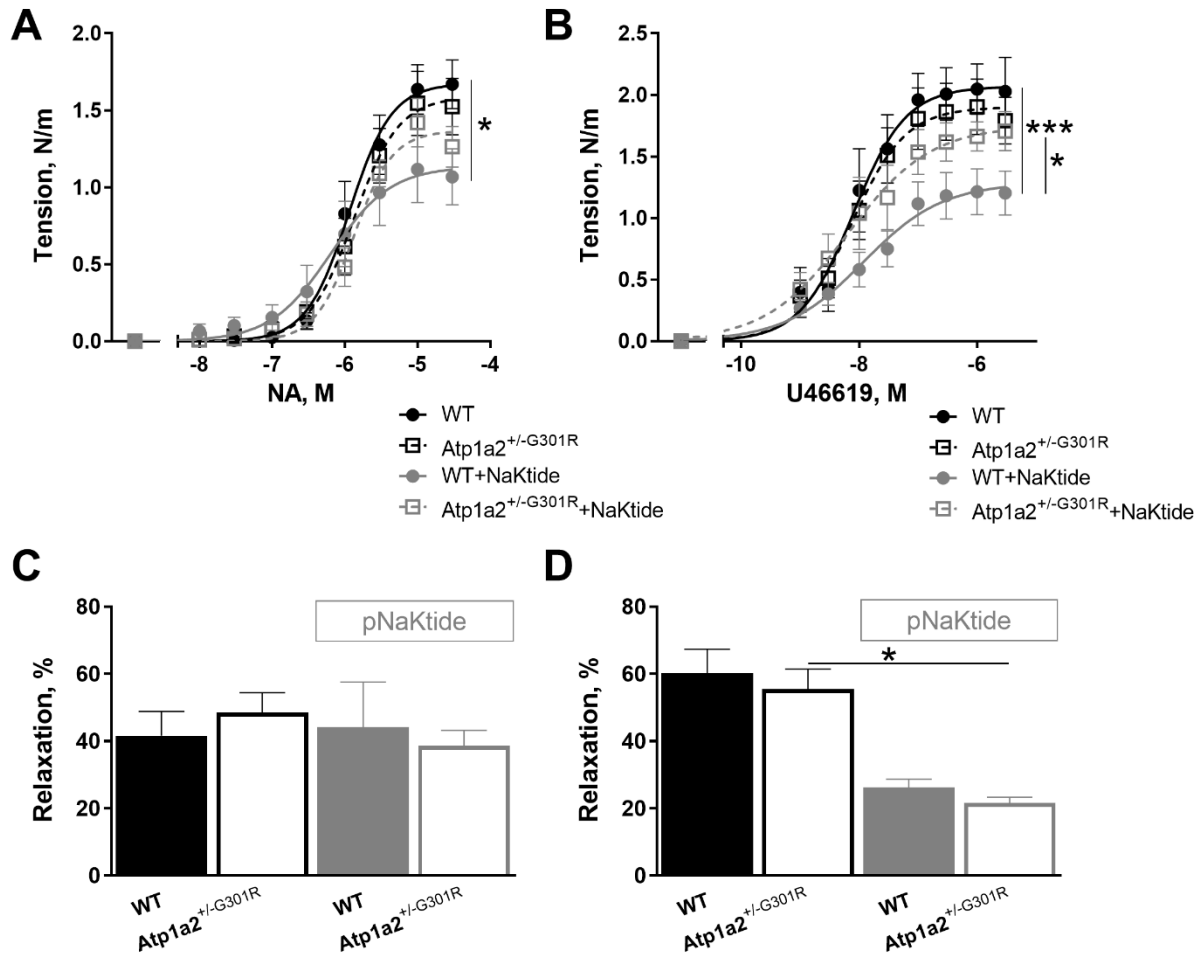 A
2.0
1.5
1.0
0.5
0.0
Tension, N/m
-8 -7 -6 -5 -4
NA, M
*
WT
Atp1a2+/-G301R
WT+NaKtide
Atp1a2+/-G301R+NaKtide
B
2.5
2.0
1.5
1.0
0.5
0.0
Tension, N/m
-10 -8 -6
U46619, M
***
*
WT
Atp1a2+/-G301R
WT+NaKtide
Atp1a2+/-G301R+NaKtide
C
80
60
40
20
0
Relaxation, %
pNaKtide
WT
Atp1a2+/-G301R
WT
Atp1a2+/-G301R
D
80
60
40
20
0
Relaxation, %
pNaKtide
*
WT
Atp1a2+/-G301R
WT
Atp1a2+/-G301R